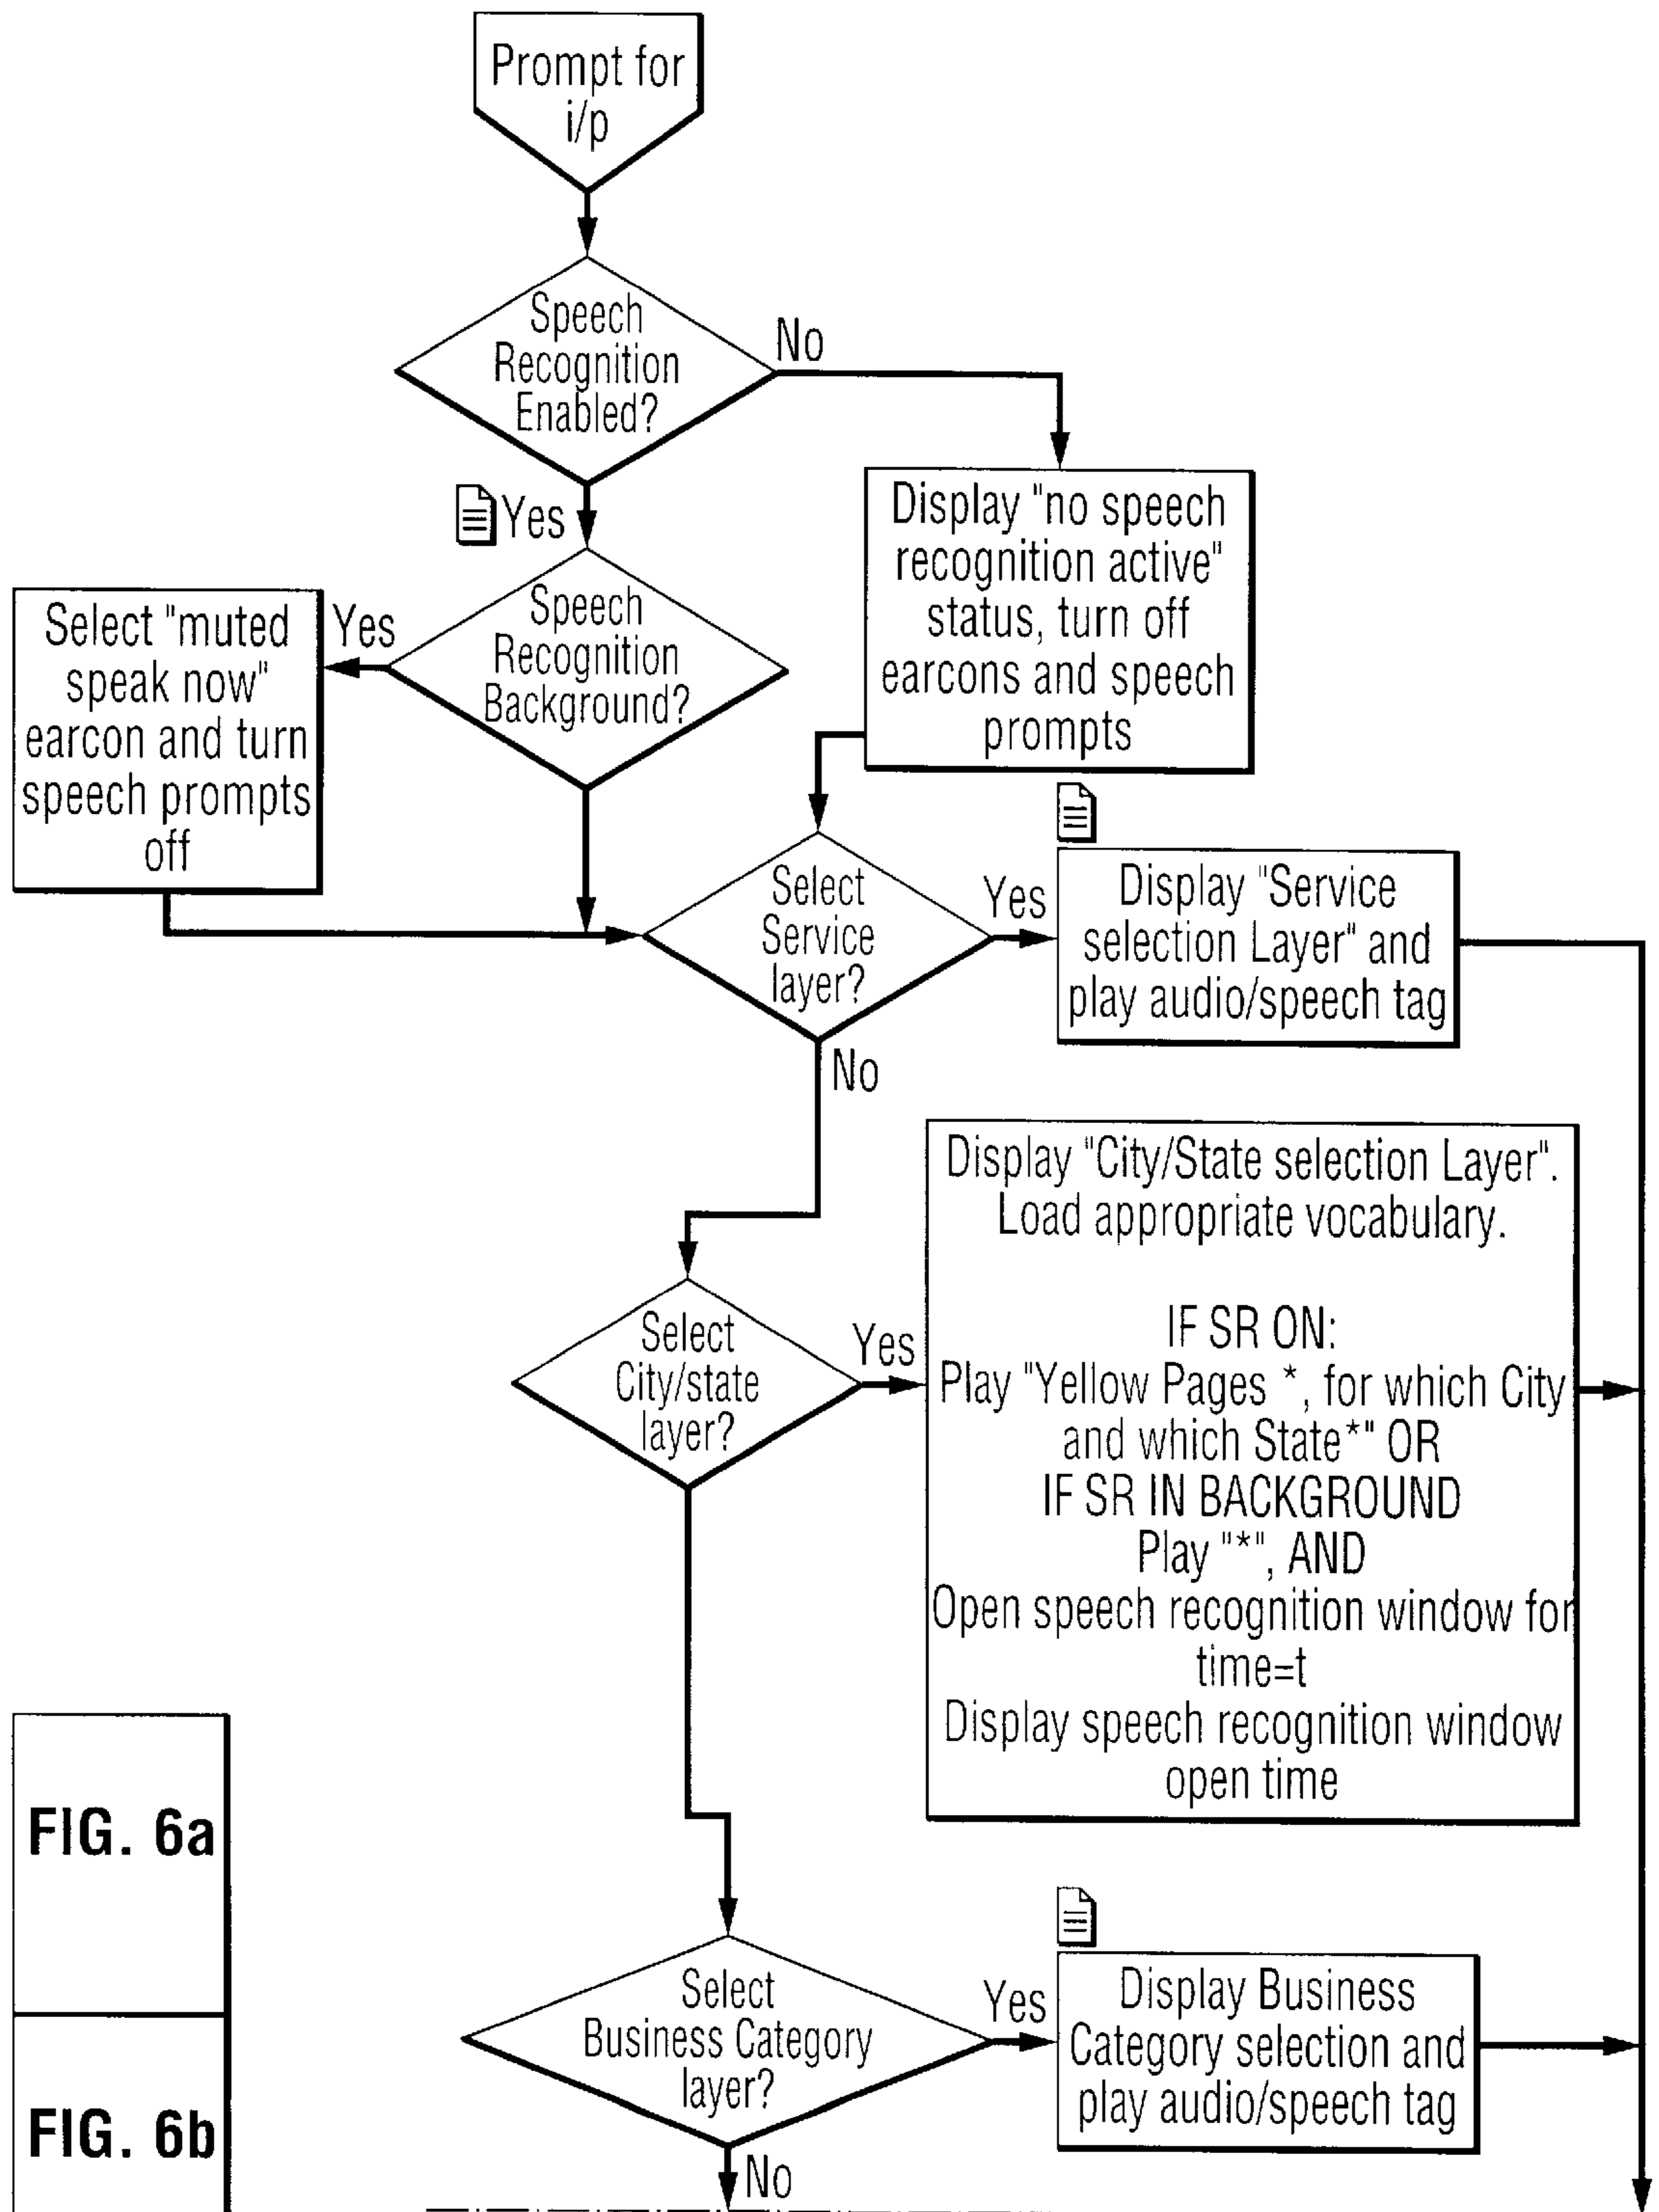 Prompt for
i/p
Speech
Recognition
Enabled?
No
Yes
Display "no speech
recognition active"
status, turn off
earcons and speech
prompts
Speech
Recognition
Background?
Yes
Select "muted
speak now"
earcon and turn
speech prompts
off
Select
Service
layer?
Yes
Display "Service
selection Layer" and
play audio/speech tag
No
Select
City/state
layer?
Yes
Display "City/State selection Layer".
Load appropriate vocabulary.
IF SR ON:
Play "Yellow Pages *, for which City
and which State*" OR
IF SR IN BACKGROUND
Play "*", AND
Open speech recognition window for
time=t
Display speech recognition window
open time
Select
Business Category
layer?
Yes
Display Business
Category selection and
play audio/speech tag
No
FIG. 6a
FIG. 6b